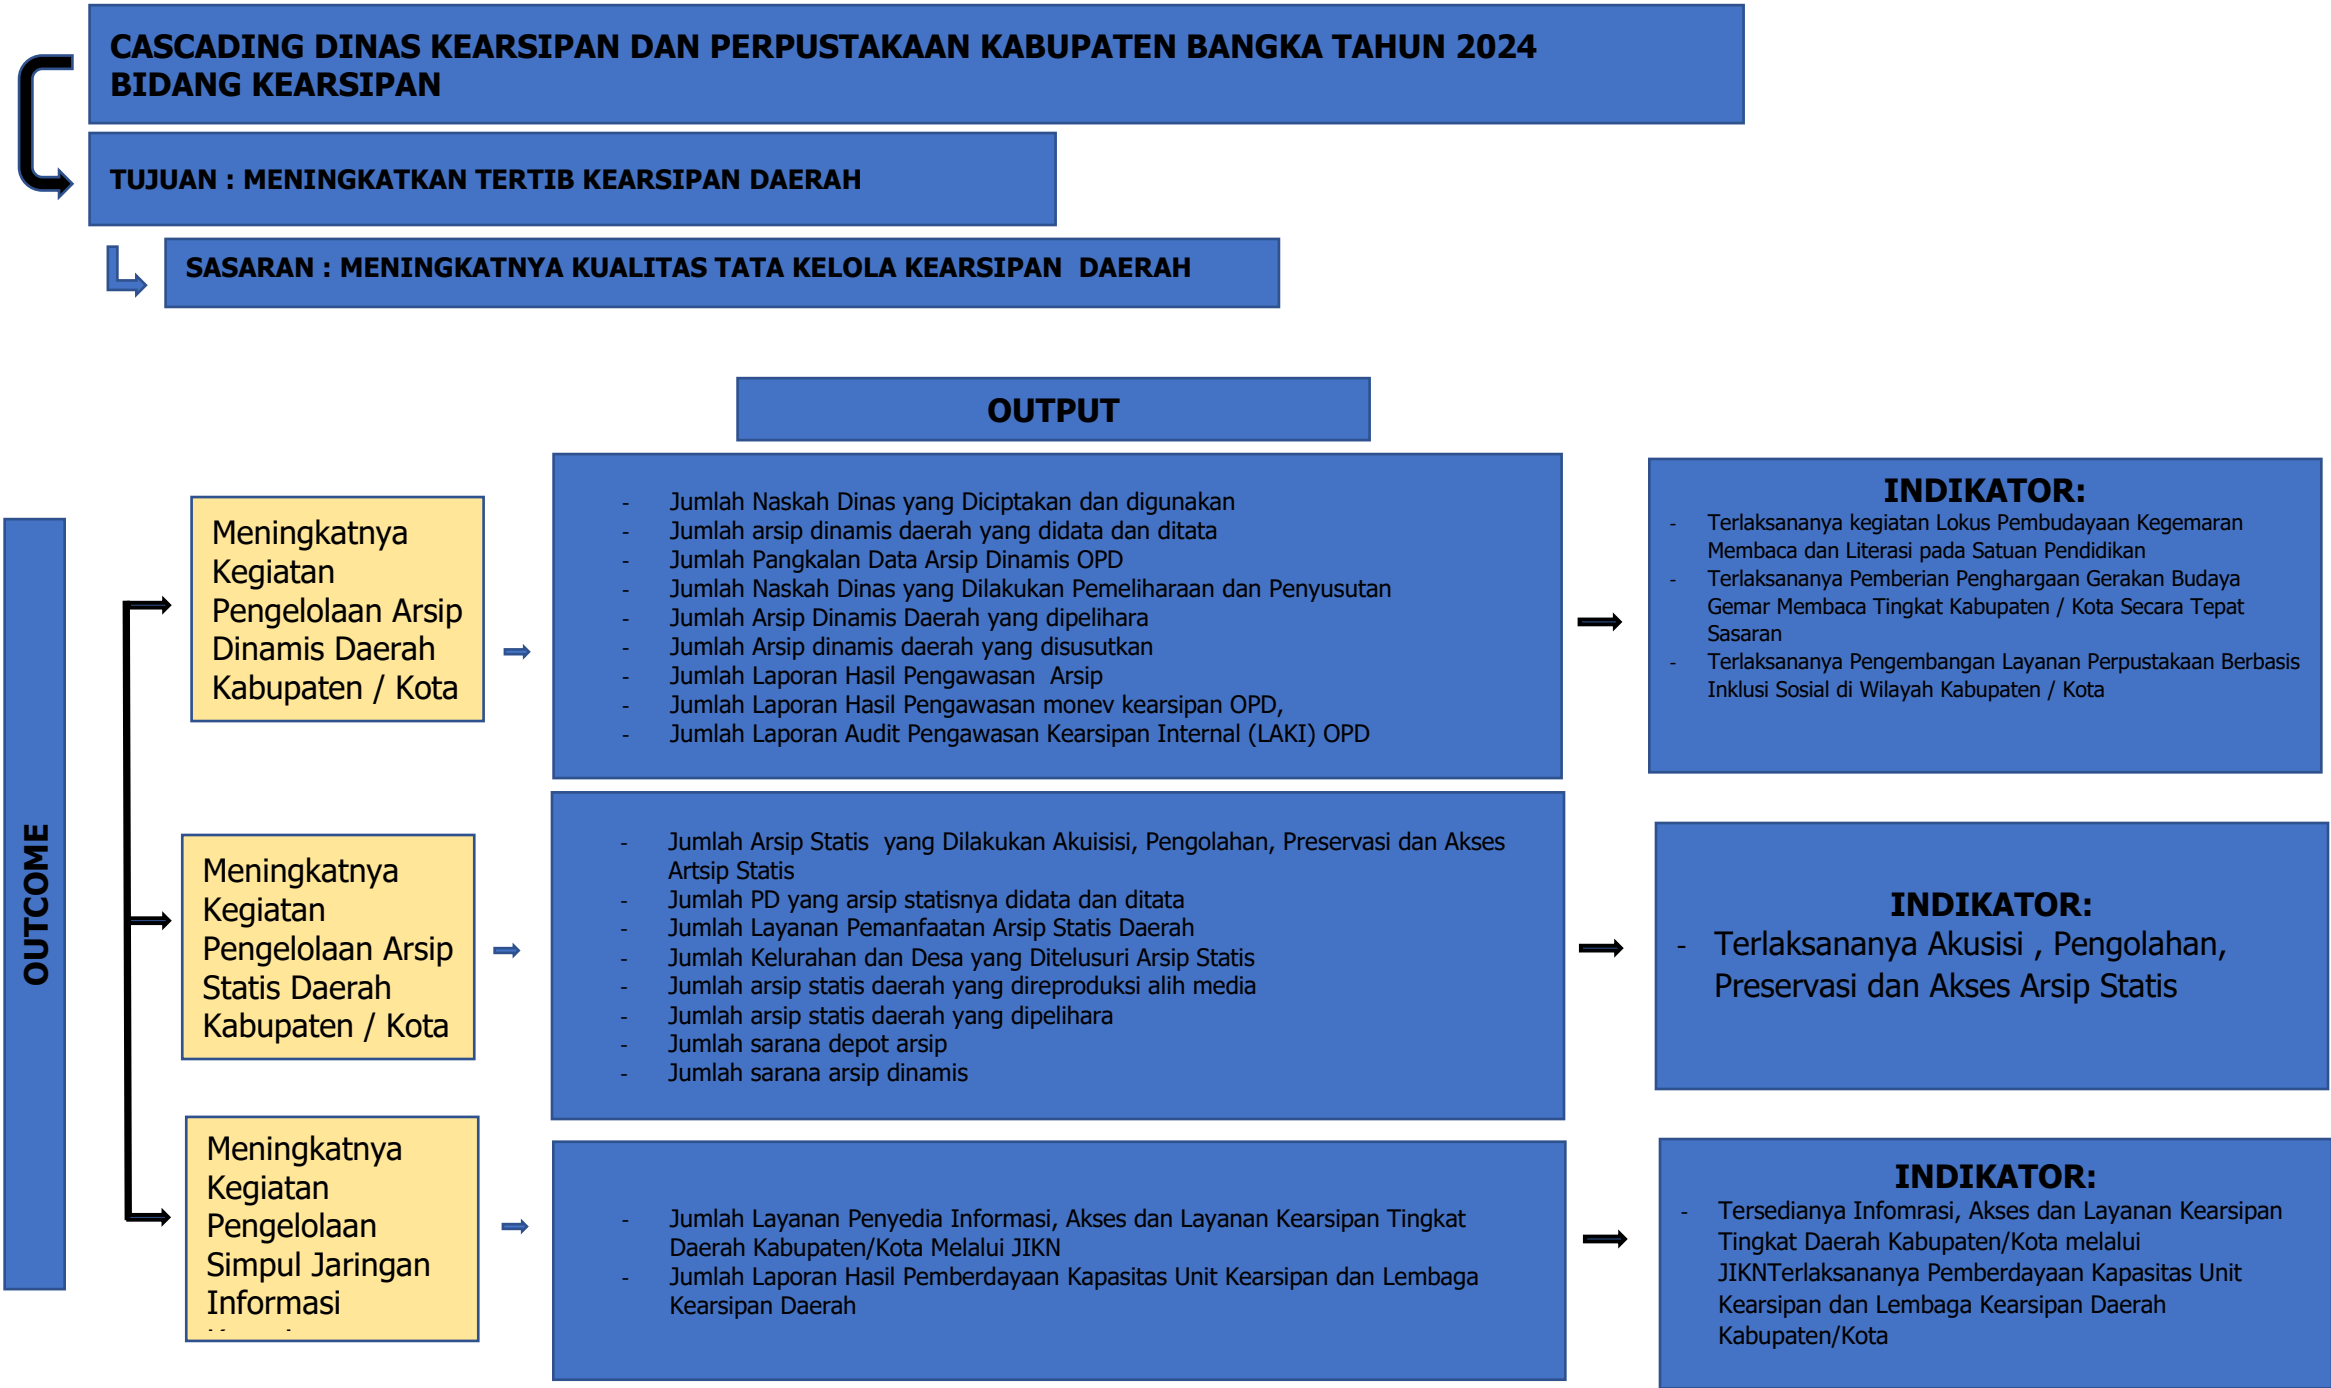 CASCADING DINAS KEARSIPAN DAN PERPUSTAKAAN KABUPATEN BANGKA TAHUN 2024
BIDANG KEARSIPAN
TUJUAN : MENINGKATKAN TERTIB KEARSIPAN DAERAH
SASARAN : MENINGKATNYA KUALITAS TATA KELOLA KEARSIPAN DAERAH
OUTPUT
OUTCOME
Meningkatnya
Kegiatan
Pengelolaan Arsip
Dinamis Daerah
Kabupaten / Kota
- Jumlah Naskah Dinas yang Diciptakan dan digunakan
- Jumlah arsip dinamis daerah yang didata dan ditata
- Jumlah Pangkalan Data Arsip Dinamis OPD
- Jumlah Naskah Dinas yang Dilakukan Pemeliharaan dan Penyusutan
- Jumlah Arsip Dinamis Daerah yang dipelihara
- Jumlah Arsip dinamis daerah yang disusutkan
- Jumlah Laporan Hasil Pengawasan Arsip
- Jumlah Laporan Hasil Pengawasan monev kearsipan OPD,
- Jumlah Laporan Audit Pengawasan Kearsipan Internal (LAKI) OPD
INDIKATOR:
- Terlaksananya kegiatan Lokus Pembudayaan Kegemaran
Membaca dan Literasi pada Satuan Pendidikan
- Terlaksananya Pemberian Penghargaan Gerakan Budaya
Gemar Membaca Tingkat Kabupaten / Kota Secara Tepat
Sasaran
- Terlaksananya Pengembangan Layanan Perpustakaan Berbasis
Inklusi Sosial di Wilayah Kabupaten / Kota
Meningkatnya
Kegiatan
Pengelolaan Arsip
Statis Daerah
Kabupaten / Kota
- Jumlah Arsip Statis yang Dilakukan Akuisisi, Pengolahan, Preservasi dan Akses
Artsip Statis
- Jumlah PD yang arsip statisnya didata dan ditata
- Jumlah Layanan Pemanfaatan Arsip Statis Daerah
- Jumlah Kelurahan dan Desa yang Ditelusuri Arsip Statis
- Jumlah arsip statis daerah yang direproduksi alih media
- Jumlah arsip statis daerah yang dipelihara
- Jumlah sarana depot arsip
- Jumlah sarana arsip dinamis
INDIKATOR:
- Terlaksananya Akusisi , Pengolahan,
Preservasi dan Akses Arsip Statis
Meningkatnya
Kegiatan
Pengelolaan
Simpul Jaringan
Informasi
- Jumlah Layanan Penyedia Informasi, Akses dan Layanan Kearsipan Tingkat
Daerah Kabupaten/Kota Melalui JIKN
- Jumlah Laporan Hasil Pemberdayaan Kapasitas Unit Kearsipan dan Lembaga
Kearsipan Daerah
INDIKATOR:
- Tersedianya Infomrasi, Akses dan Layanan Kearsipan
Tingkat Daerah Kabupaten/Kota melalui
JIKNTerlaksananya Pemberdayaan Kapasitas Unit
Kearsipan dan Lembaga Kearsipan Daerah
Kabupaten/Kota